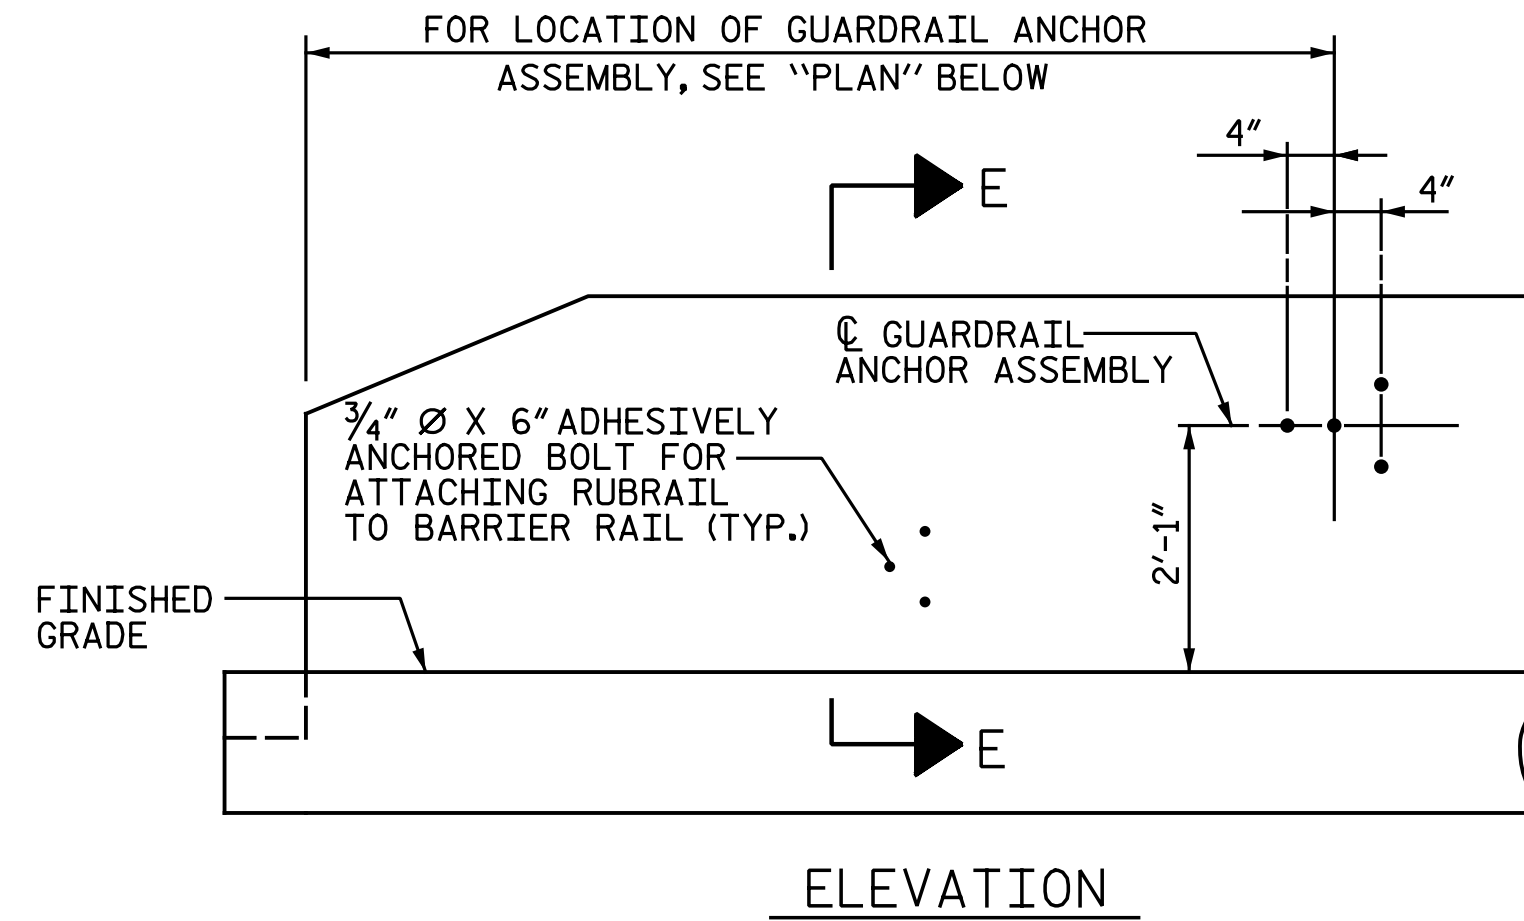 FOR LOCATION OF GUARDRAIL ANCHOR
ASSEMBLY, SEE "PLAN" BELOW
4"
4"
E
℄ GUARDRAIL
ANCHOR ASSEMBLY
3/4" Ø X 6" ADHESIVELY
ANCHORED BOLT FOR
ATTACHING RUBRAIL
TO BARRIER RAIL (TYP.)
2'-1"
FINISHED
GRADE
E
ELEVATION